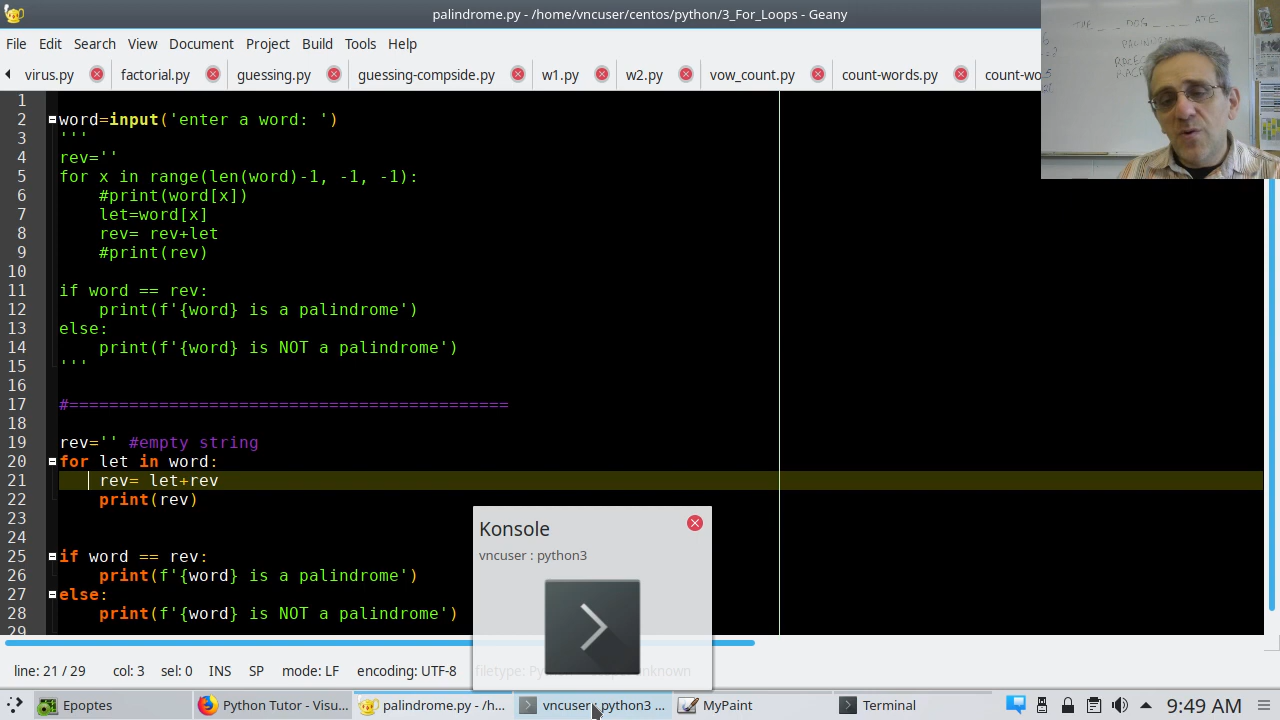 palindrome.py - /home/vncuser/centos/python/3_For_Loops - Geany
File Edit Search View Document Project Build Tools Help
virus.py factorial.py guessing.py guessing-compside.py w1.py w2.py vow_count.py count-words.py count-wo
THE DOG ATE
1
2 word=input('enter a word: ')
3 '''
4 rev=''
5 for x in range(len(word)-1, -1, -1):
6 #print(word[x])
7 let=word[x]
8 rev= rev+let
9 #print(rev)
10
11 if word == rev:
12 print(f'{word} is a palindrome')
13 else:
14 print(f'{word} is NOT a palindrome')
15 '''
16
17 #============================================
18
19 rev='' #empty string
20 for let in word:
21 rev= let+rev
22 print(rev)
23
24
25 if word == rev:
26 print(f'{word} is a palindrome')
27 else:
28 print(f'{word} is NOT a palindrome')
29
Konsole
vncuser : python3
line: 21 / 29 col: 3 sel: 0 INS SP mode: LF encoding: UTF-8 filetype: unknown
Epoptes Python Tutor - Visu... palindrome.py - /h... vncuser : python3 ... MyPaint Terminal 9:49 AM